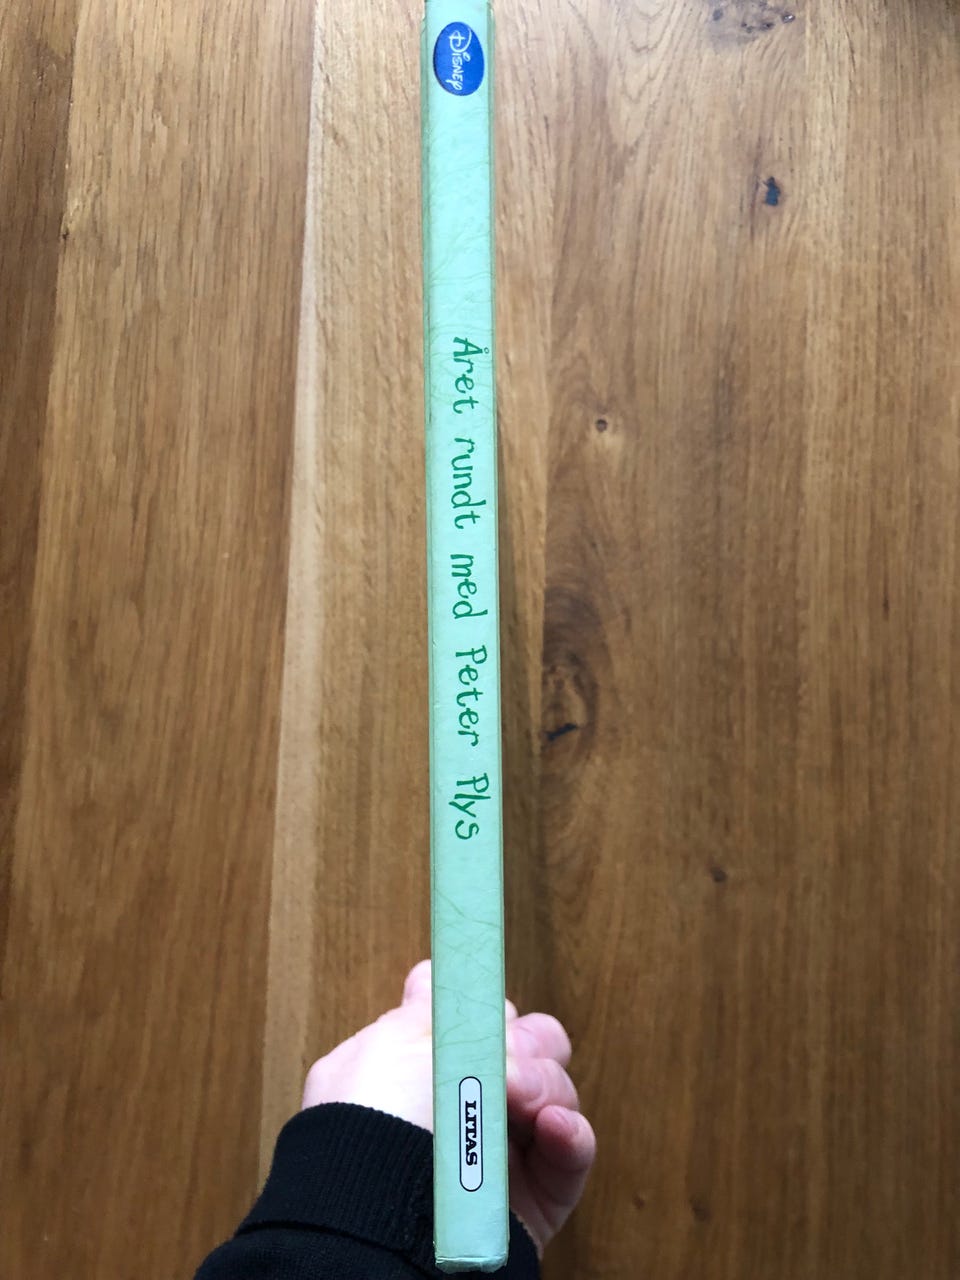 Disney
Året rundt med Peter Plys
LITAS